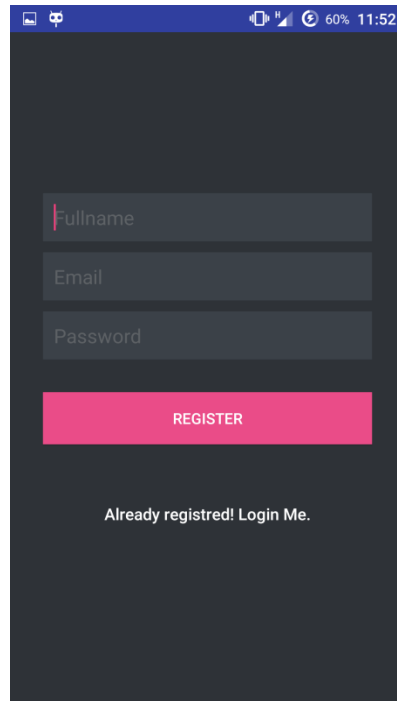 H 60% 11:52
Fullname
Email
Password
REGISTER
Already registred! Login Me.